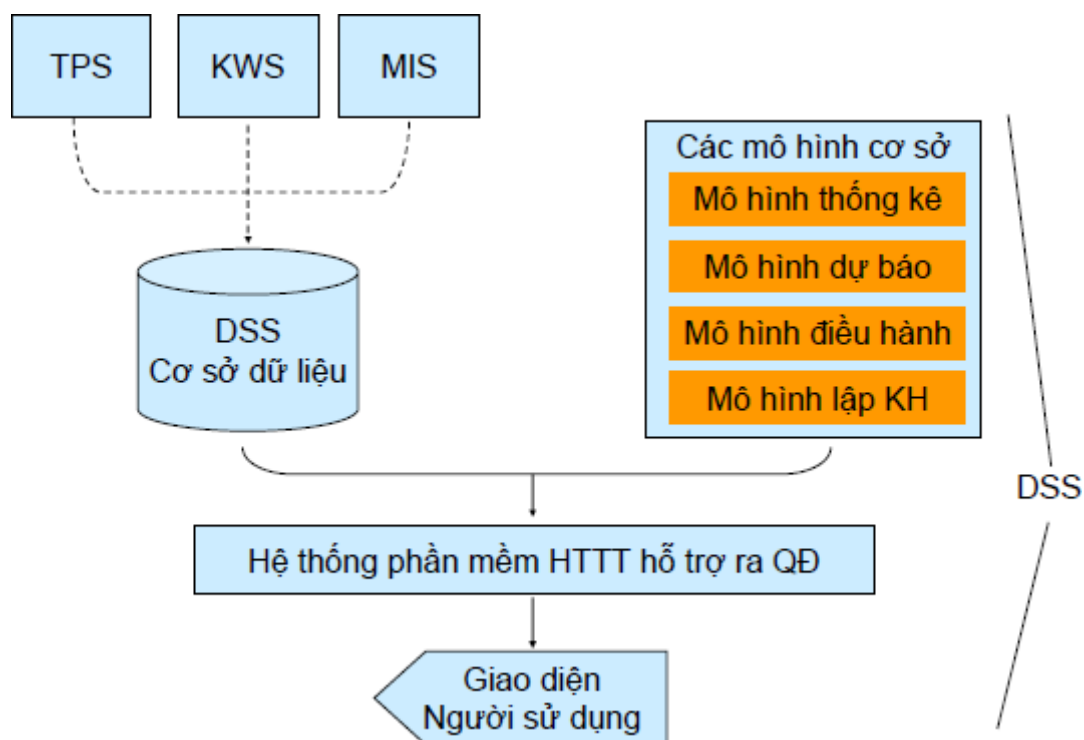 TPS
KWS
MIS
Các mô hình cơ sở
Mô hình thống kê
Mô hình dự báo
Mô hình điều hành
Mô hình lập KH
DSS
Cơ sở dữ liệu
DSS
Hệ thống phần mềm HTTT hỗ trợ ra QĐ
Giao diện
Người sử dụng